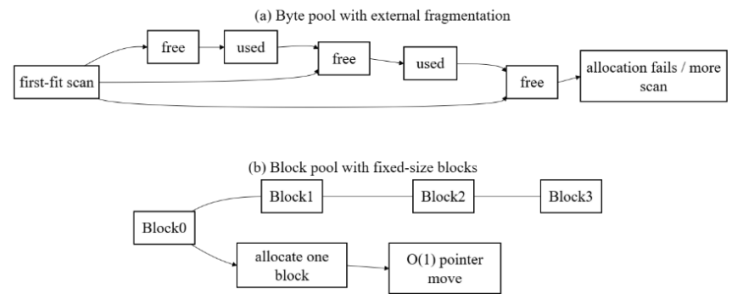 (a) Byte pool with external fragmentation
free
used
free
used
first-fit scan
free
allocation fails / more
scan
(b) Block pool with fixed-size blocks
Block1
Block2
Block3
Block0
allocate one
block
O(1) pointer
move